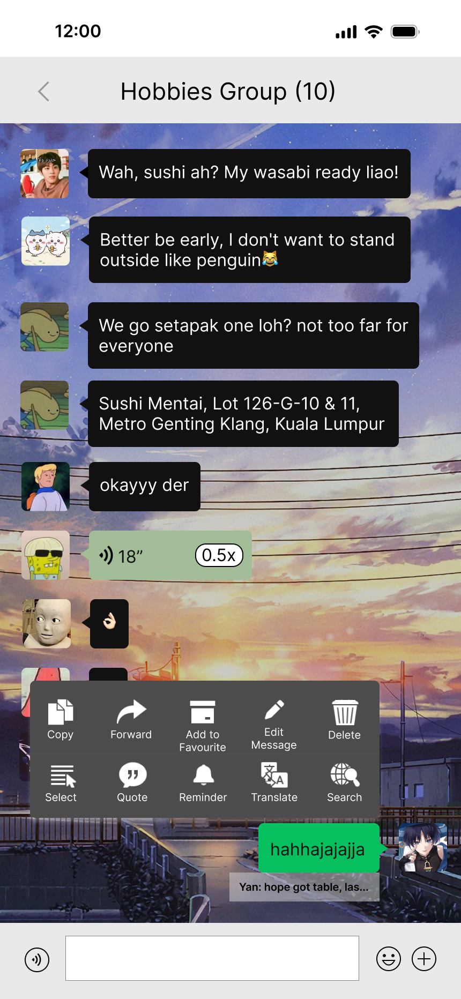 12:00
Hobbies Group (10)
حترد ولا
Wah, sushi ah? My wasabi ready liao!
Better be early, I don't want to stand
outside like penguin😹
We go setapak one loh? not too far for
everyone
Sushi Mentai, Lot 126-G-10 & 11,
Metro Genting Klang, Kuala Lumpur
okayyy der
18” 0.5x
👌🏻
Copy Forward Add to Favourite Edit Message Delete
Select Quote Reminder Translate Search
hahhajajajja
Yan: hope got table, las...